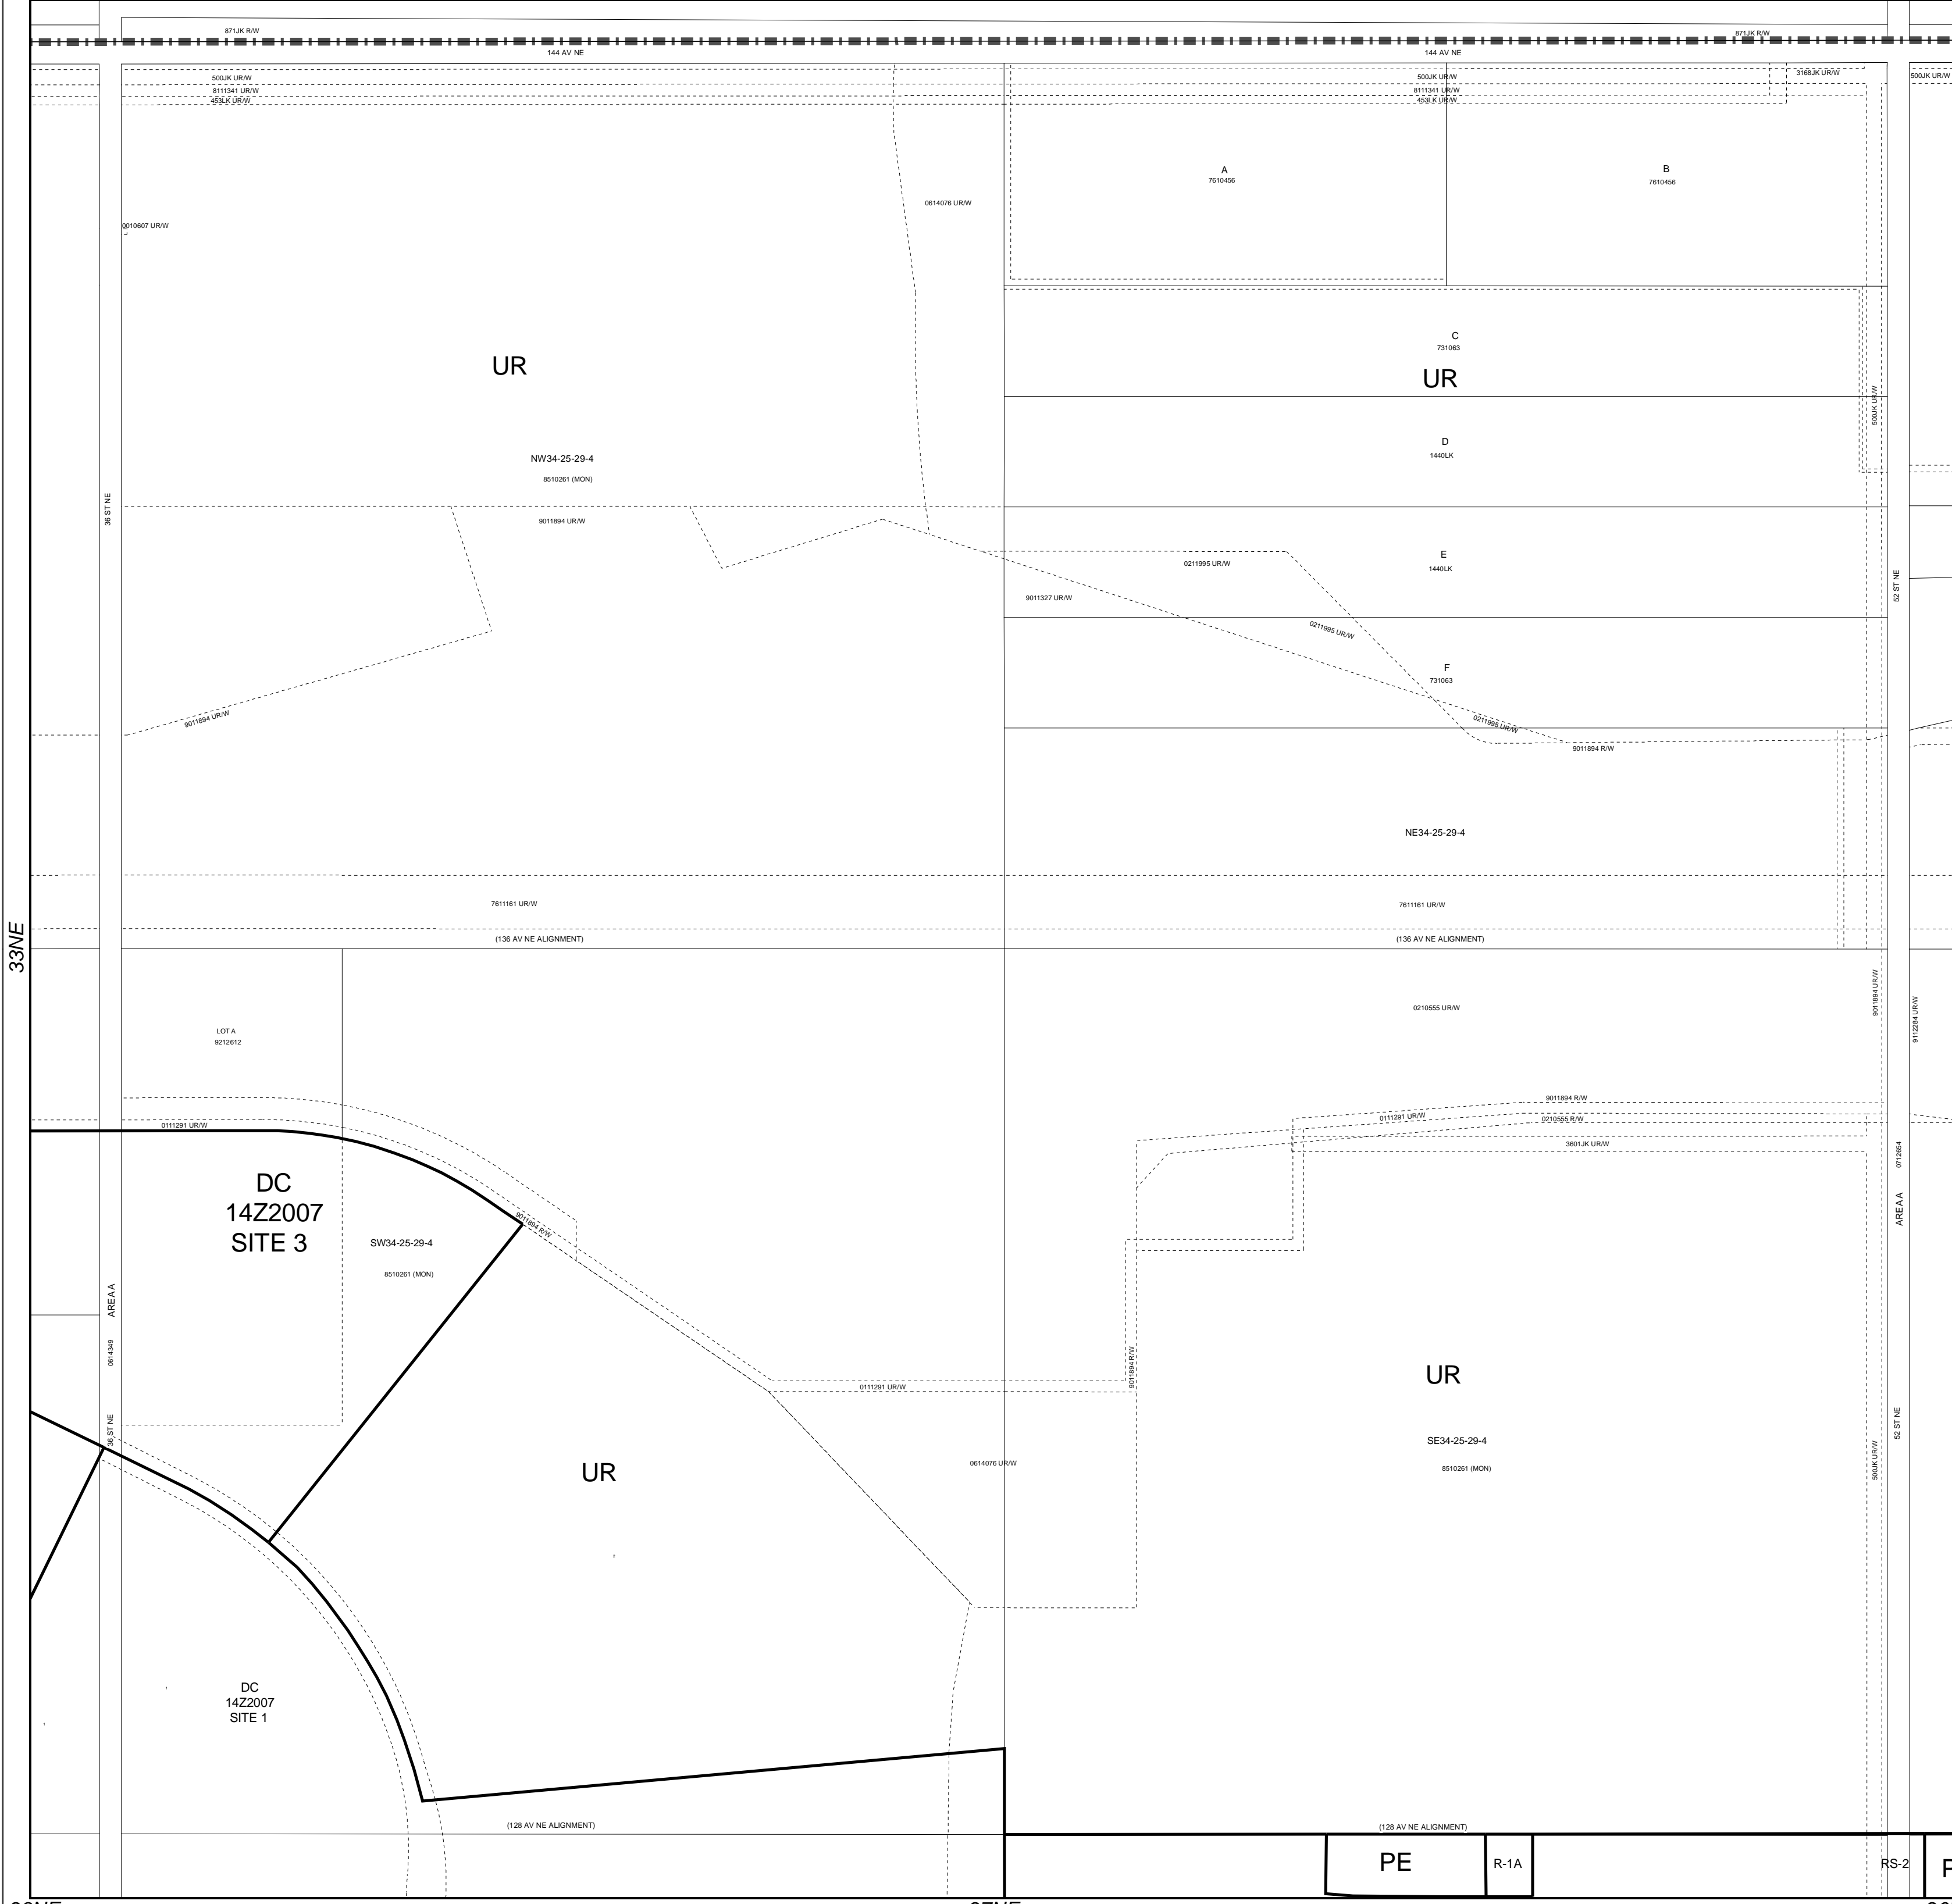 871JK R/W
871JK R/W
144 AV NE
144 AV NE
500JK UR/W
8111341 UR/W
453LK UR/W
500JK UR/W
8111341 UR/W
453LK UR/W
3168JK UR/W
500JK UR/W
A
7610456
B
7610456
0614076 UR/W
0010607 UR/W
C
731063
UR
UR
500JK UR/W
D
1440LK
NW34-25-29-4
8510261 (MON)
36 ST NE
9011894 UR/W
E
1440LK
0211995 UR/W
52 ST NE
9011327 UR/W
0211995 UR/W
F
731063
9011894 UR/W
0211995 UR/W
9011894 R/W
NE34-25-29-4
7611161 UR/W
7611161 UR/W
33NE
(136 AV NE ALIGNMENT)
(136 AV NE ALIGNMENT)
9011894 UR/W
0210555 UR/W
9112284 UR/W
LOT A
9212612
9011894 R/W
0111291 UR/W
0210555 R/W
0111291 UR/W
3601JK UR/W
0712654
DC
14Z2007
SITE 3
AREA A
9011894 R/W
SW34-25-29-4
8510261 (MON)
AREA A
0614349
9011894 R/W
UR
0111291 UR/W
36 ST NE
52 ST NE
SE34-25-29-4
8510261 (MON)
500JK UR/W
UR
0614076 UR/W
DC
14Z2007
SITE 1
(128 AV NE ALIGNMENT)
(128 AV NE ALIGNMENT)
PE
R-1A
RS-2